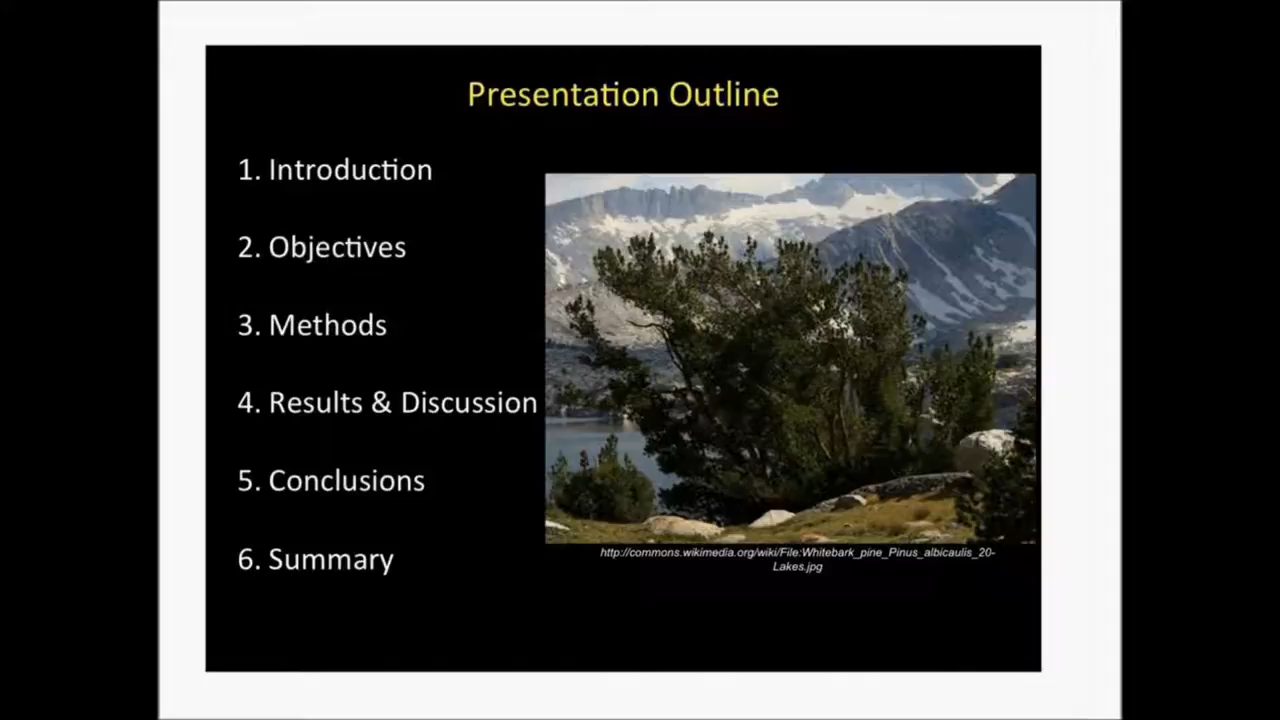 Presentation Outline
1. Introduction
2. Objectives
3. Methods
4. Results & Discussion
5. Conclusions
6. Summary
http://commons.wikimedia.org/wiki/File:Whitebark_pine_Pinus_albicaulis_20-
Lakes.jpg